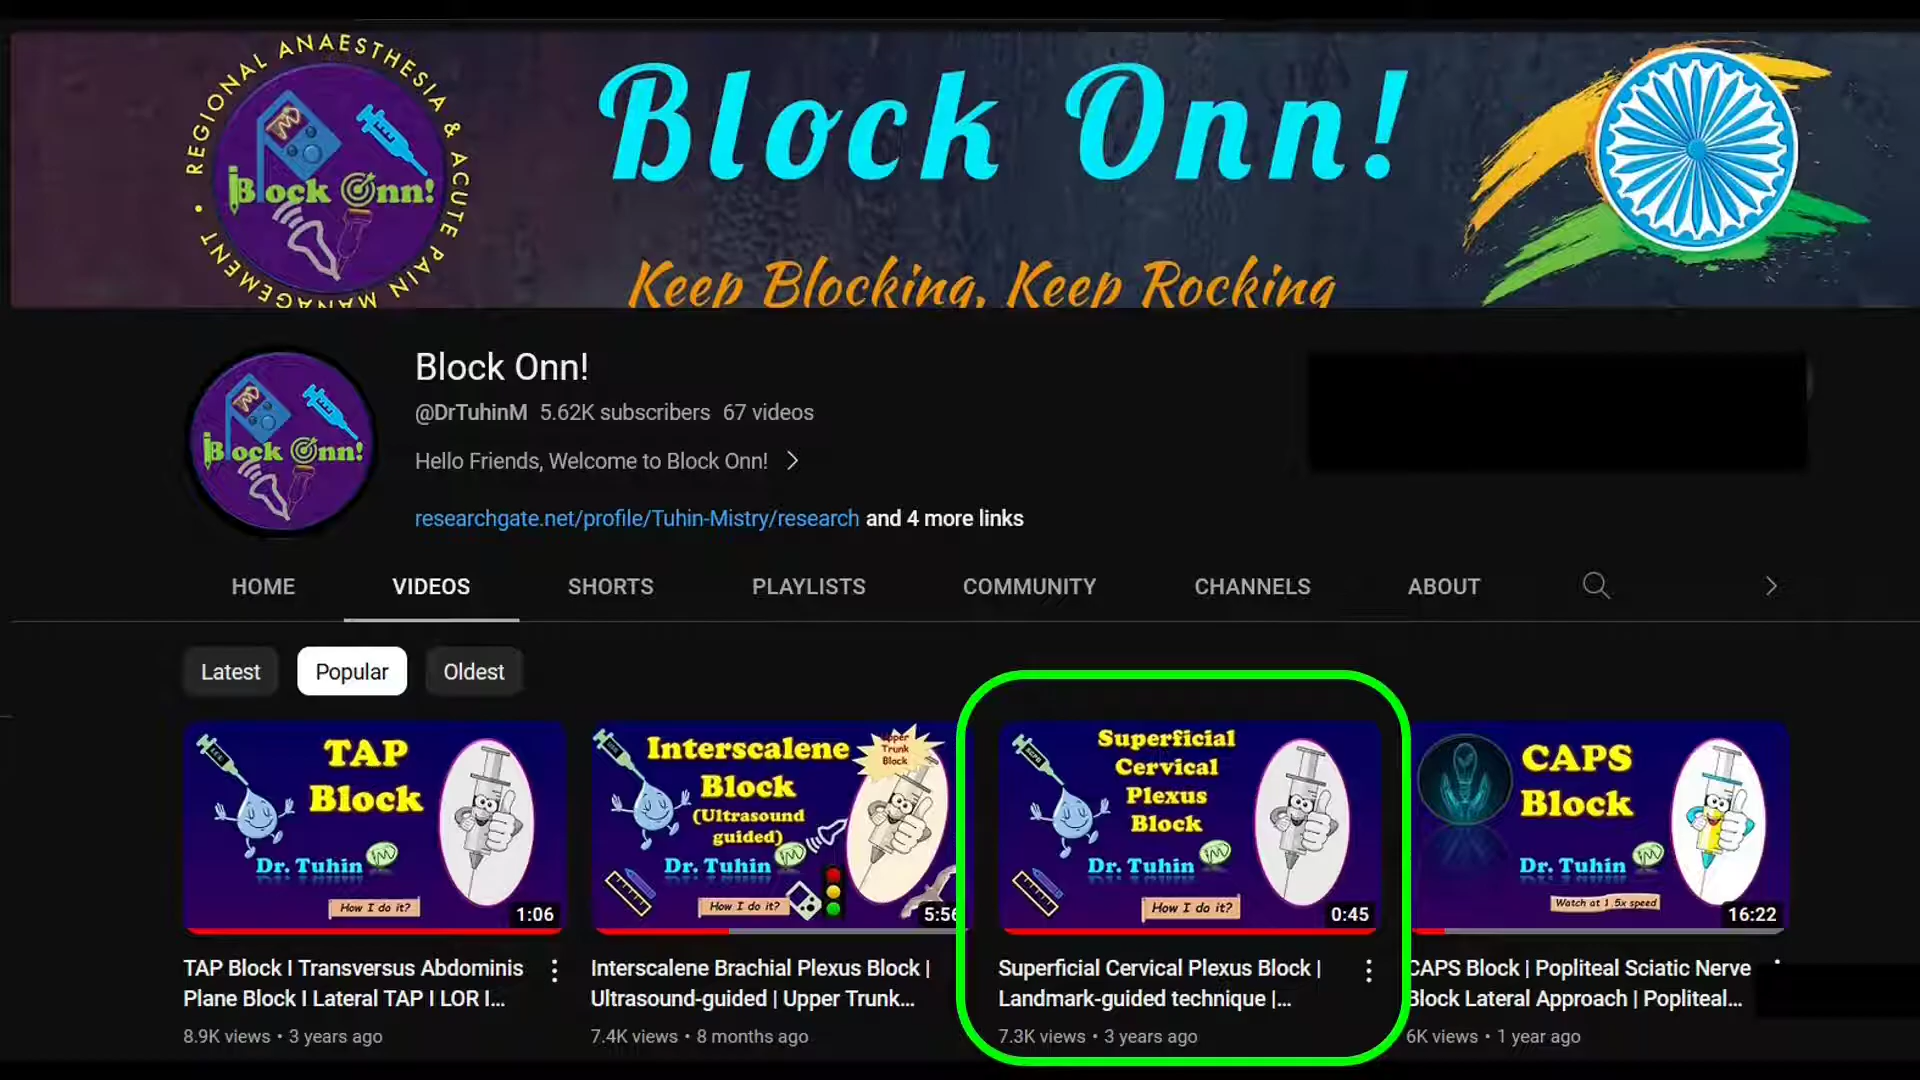 REGIONAL ANAESTHESIA & ACUTE PAIN MANAGEMENT
Block Onn!
Block Onn!
Keep Blocking, Keep Rocking
Block Onn!
Block Onn!
@DrTuhinM 5.62K subscribers 67 videos
Hello Friends, Welcome to Block Onn!
researchgate.net/profile/Tuhin-Mistry/research and 4 more links
HOME VIDEOS SHORTS PLAYLISTS COMMUNITY CHANNELS ABOUT
Latest Popular Oldest
TAP
Block
Dr. Tuhin
How I do it?
1:06
TAP Block I Transversus Abdominis
Plane Block I Lateral TAP I LOR I...
8.9K views • 3 years ago
Interscalene
Block
(Ultrasound
guided)
Upper
Trunk
Block
Dr. Tuhin
How I do it?
5:56
Interscalene Brachial Plexus Block |
Ultrasound-guided | Upper Trunk...
7.4K views • 8 months ago
Superficial
Cervical
Plexus
Block
Dr. Tuhin
How I do it?
0:45
Superficial Cervical Plexus Block |
Landmark-guided technique |...
7.3K views • 3 years ago
CAPS
Block
Dr. Tuhin
Watch at 1.5x speed
16:22
CAPS Block | Popliteal Sciatic Nerve
Block Lateral Approach | Popliteal...
6K views • 1 year ago